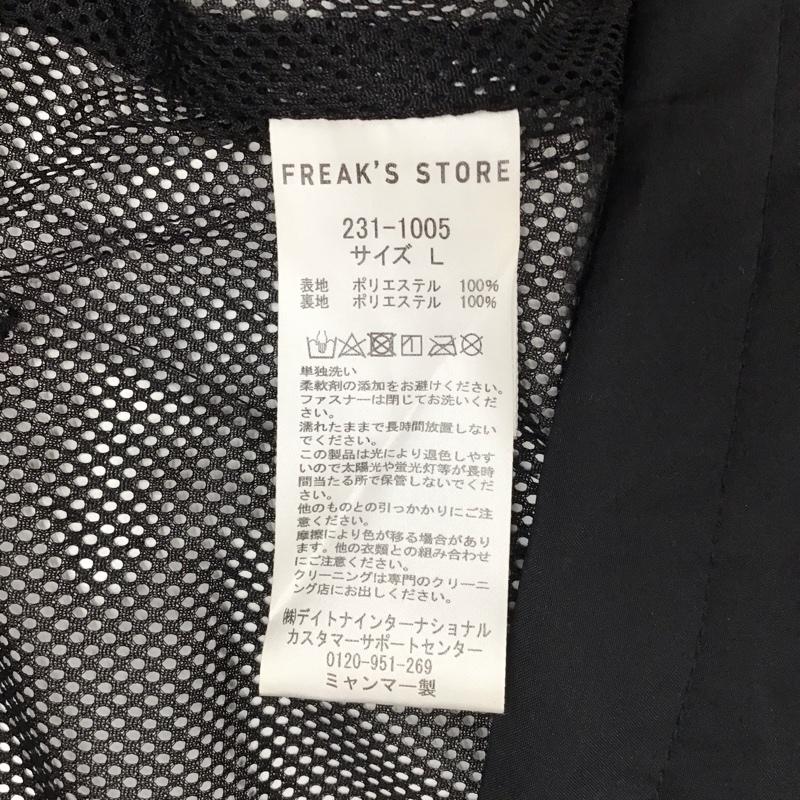 FREAK'S STORE
231-1005
サイズ L
表地 ポリエステル 100%
裏地 ポリエステル 100%
単独洗い
柔軟剤の添加をお避けください。
ファスナーは閉じてお洗いくだ
さい。
濡れたままで長時間放置しない
でください。
この製品は光により退色しやす
いので太陽光や蛍光灯等が長時
間当たる所で保管しないでくだ
さい。
他のものとの引っかかりにご注
意ください。
摩擦により色が移る場合があり
ます。他の衣類との組み合わせ
にご注意ください。
クリーニングは専門のクリーニ
ング店にお出しください。
㈱デイトナインターナショナル
カスタマーサポートセンター
0120-951-269
ミャンマー製